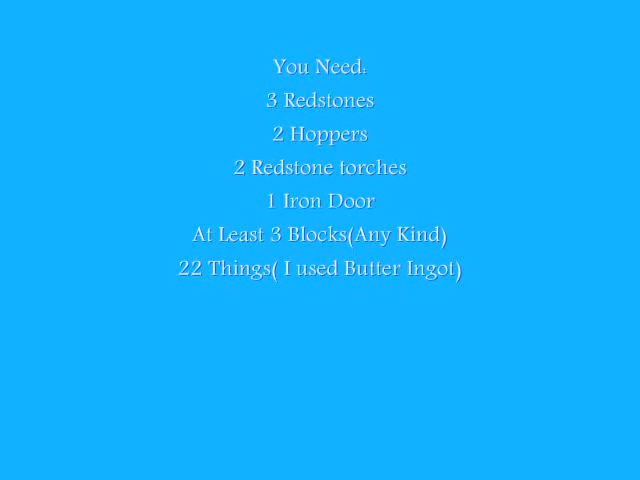 You Need:
3 Redstones
2 Hoppers
2 Redstone torches
1 Iron Door
At Least 3 Blocks(Any Kind)
22 Things( I used Butter Ingot)